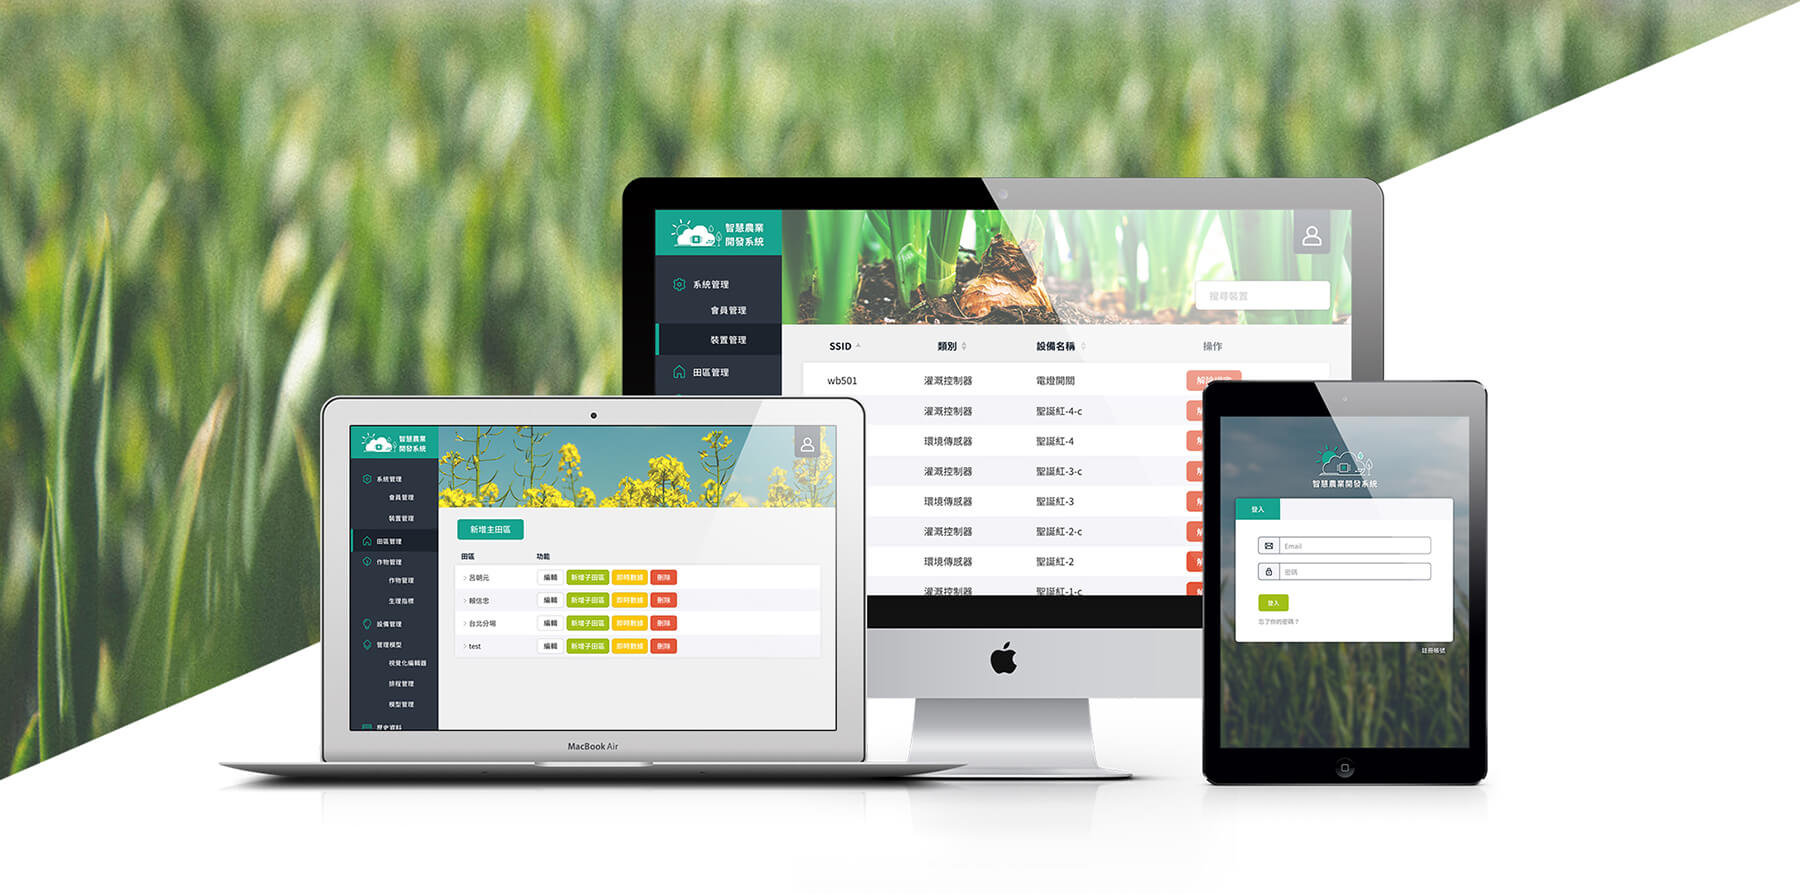 智慧農業
開發系統
系統管理
會員管理
裝置管理
田區管理
搜尋裝置
SSID 類別 設備名稱 操作
wb501 灌溉控制器 電燈開關
灌溉控制器 聖誕紅-4-c
環境傳感器 聖誕紅-4
灌溉控制器 聖誕紅-3-c
環境傳感器 聖誕紅-3
灌溉控制器 聖誕紅-2-c
環境傳感器 聖誕紅-2
灌溉控制器 聖誕紅-1-c
智慧農業
開發系統
系統管理
會員管理
裝置管理
田區管理
作物管理
作物管理
生理指標
設備管理
管理模型
視覺化編輯器
排程管理
模型管理
歷史資料
新增主田區
田區 功能
呂朝元 編輯 新增子田區 即時數據 刪除
賴信忠 編輯 新增子田區 即時數據 刪除
台北分場 編輯 新增子田區 即時數據 刪除
test 編輯 新增子田區 即時數據 刪除
MacBook Air
智慧農業開發系統
登入
Email
密碼
登入
忘了你的密碼？
註冊帳號